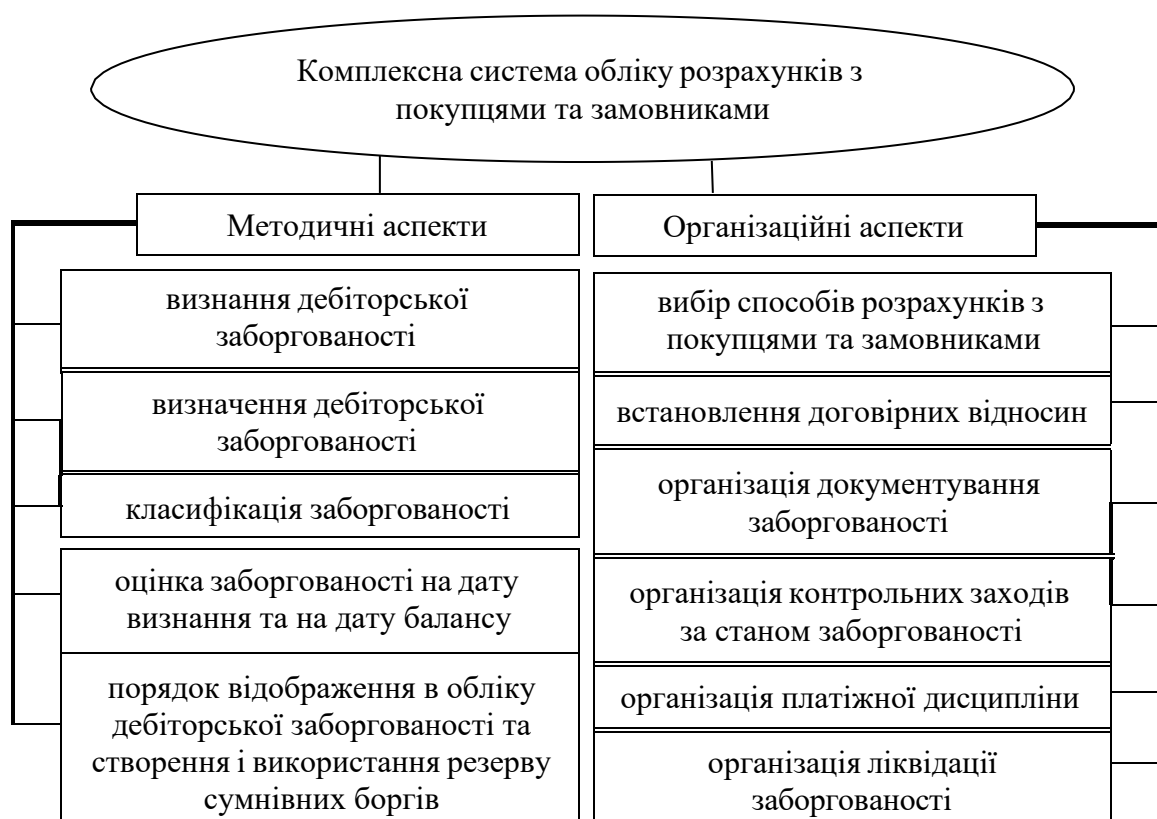 Комплексна система обліку розрахунків з
покупцями та замовниками
Методичні аспекти
визнання дебіторської
заборгованості
визначення дебіторської
заборгованості
класифікація заборгованості
оцінка заборгованості на дату
визнання та на дату балансу
порядок відображення в обліку
дебіторської заборгованості та
створення і використання резерву
сумнівних боргів
Організаційні аспекти
вибір способів розрахунків з
покупцями та замовниками
встановлення договірних відносин
організація документування
заборгованості
організація контрольних заходів
за станом заборгованості
організація платіжної дисципліни
організація ліквідації
заборгованості